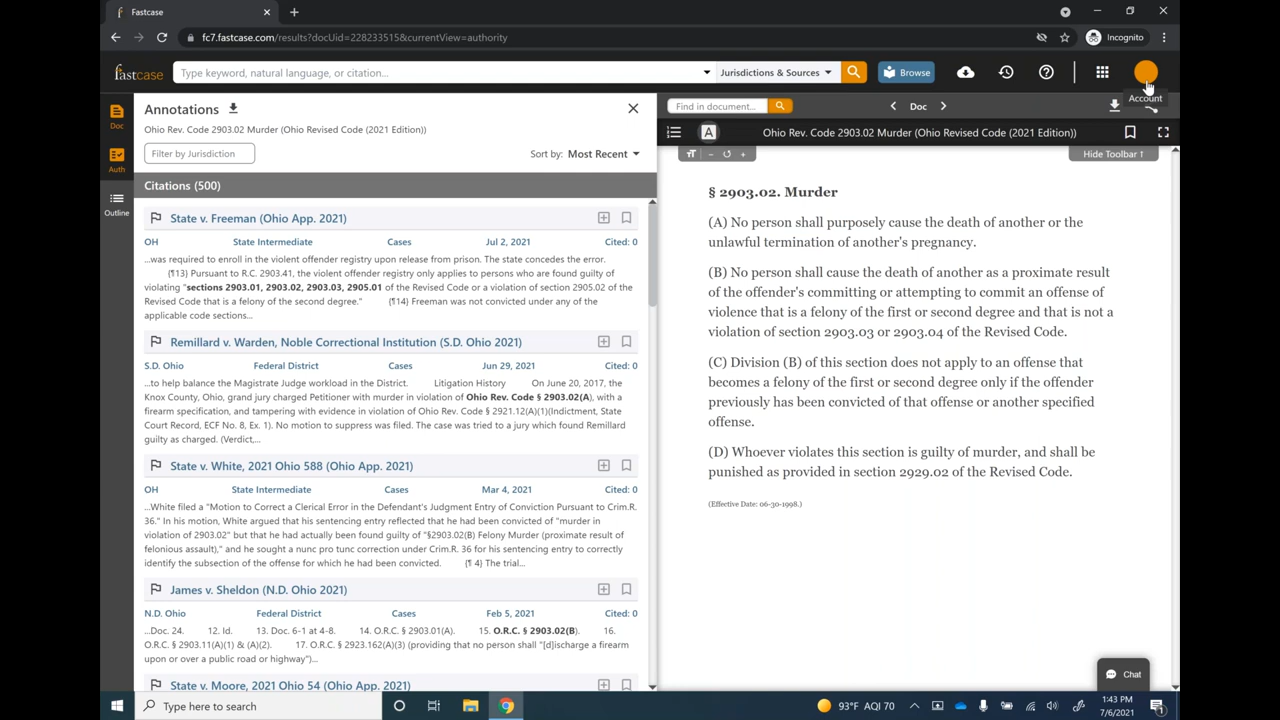 Fastcase
fc7.fastcase.com/results?docUid=228233515&currentView=authority
Incognito
fastcase
Type keyword, natural language, or citation...
Jurisdictions & Sources
Browse
Account
Doc
Auth
Outline
Annotations
Ohio Rev. Code 2903.02 Murder (Ohio Revised Code (2021 Edition))
Filter by Jurisdiction
Sort by: Most Recent
Citations (500)
State v. Freeman (Ohio App. 2021)
OH State Intermediate Cases Jul 2, 2021 Cited: 0
...was required to enroll in the violent offender registry upon release from prison. The state concedes the error.
{¶13} Pursuant to R.C. 2903.41, the violent offender registry only applies to persons who are found guilty of
violating "sections 2903.01, 2903.02, 2903.03, 2905.01 of the Revised Code or a violation of section 2905.02 of the
Revised Code that is a felony of the second degree." {¶14} Freeman was not convicted under any of the
applicable code sections...
Remillard v. Warden, Noble Correctional Institution (S.D. Ohio 2021)
S.D. Ohio Federal District Cases Jun 29, 2021 Cited: 0
...to help balance the Magistrate Judge workload in the District. Litigation History On June 20, 2017, the
Knox County, Ohio, grand jury charged Petitioner with murder in violation of Ohio Rev. Code § 2903.02(A), with a
firearm specification, and tampering with evidence in violation of Ohio Rev. Code § 2921.12(A)(1)(Indictment, State
Court Record, ECF No. 8, Ex. 1). No motion to suppress was filed. The case was tried to a jury which found Remillard
guilty as charged. (Verdict,...
State v. White, 2021 Ohio 588 (Ohio App. 2021)
OH State Intermediate Cases Mar 4, 2021 Cited: 0
...White filed a "Motion to Correct a Clerical Error in the Defendant's Judgment Entry of Conviction Pursuant to Crim.R.
36." In his motion, White argued that his sentencing entry reflected that he had been convicted of "murder in
violation of 2903.02" but that he had actually been found guilty of "§2903.02(B) Felony Murder (proximate result of
felonious assault)," and he sought a nunc pro tunc correction under Crim.R. 36 for his sentencing entry to correctly
identify the subsection of the offense for which he had been convicted. {¶ 4} The trial...
James v. Sheldon (N.D. Ohio 2021)
N.D. Ohio Federal District Cases Feb 5, 2021 Cited: 0
...Doc. 24. 12. Id. 13. Doc. 6-1 at 4-8. 14. O.R.C. § 2903.01(A). 15. O.R.C. § 2903.02(B). 16.
O.R.C. § 2903.11(A)(1) & (A)(2). 17. O.R.C. § 2923.162(A)(3) (providing that no person shall "[d]ischarge a firearm
upon or over a public road or highway")...
State v. Moore, 2021 Ohio 54 (Ohio App. 2021)
Find in document...
Doc
A
Ohio Rev. Code 2903.02 Murder (Ohio Revised Code (2021 Edition))
Hide Toolbar ↑
§ 2903.02. Murder
(A) No person shall purposely cause the death of another or the
unlawful termination of another's pregnancy.
(B) No person shall cause the death of another as a proximate result
of the offender's committing or attempting to commit an offense of
violence that is a felony of the first or second degree and that is not a
violation of section 2903.03 or 2903.04 of the Revised Code.
(C) Division (B) of this section does not apply to an offense that
becomes a felony of the first or second degree only if the offender
previously has been convicted of that offense or another specified
offense.
(D) Whoever violates this section is guilty of murder, and shall be
punished as provided in section 2929.02 of the Revised Code.
(Effective Date: 06-30-1998.)
Chat
Type here to search
93°F AQI 70
1:43 PM
7/6/2021
1